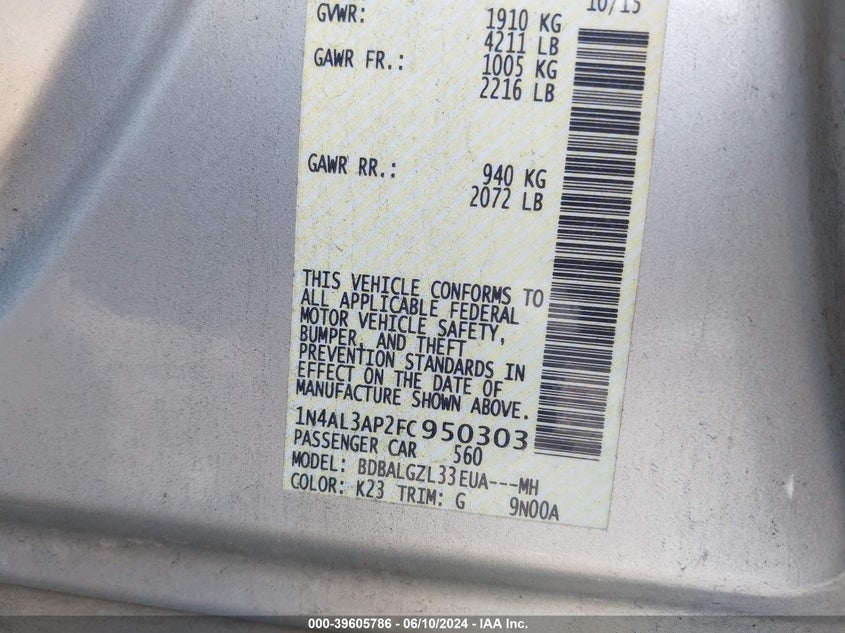 10/15
GVWR: 1910 KG
4211 LB
GAWR FR.: 1005 KG
2216 LB
GAWR RR.: 940 KG
2072 LB
THIS VEHICLE CONFORMS TO
ALL APPLICABLE FEDERAL
MOTOR VEHICLE SAFETY,
BUMPER, AND THEFT
PREVENTION STANDARDS IN
EFFECT ON THE DATE OF
MANUFACTURE SHOWN ABOVE.
1N4AL3AP2FC950303
PASSENGER CAR 560
MODEL: BDBALGZL33EUA---MH
COLOR: K23 TRIM: G 9N00A
000-39605786 - 06/10/2024 - IAA Inc.